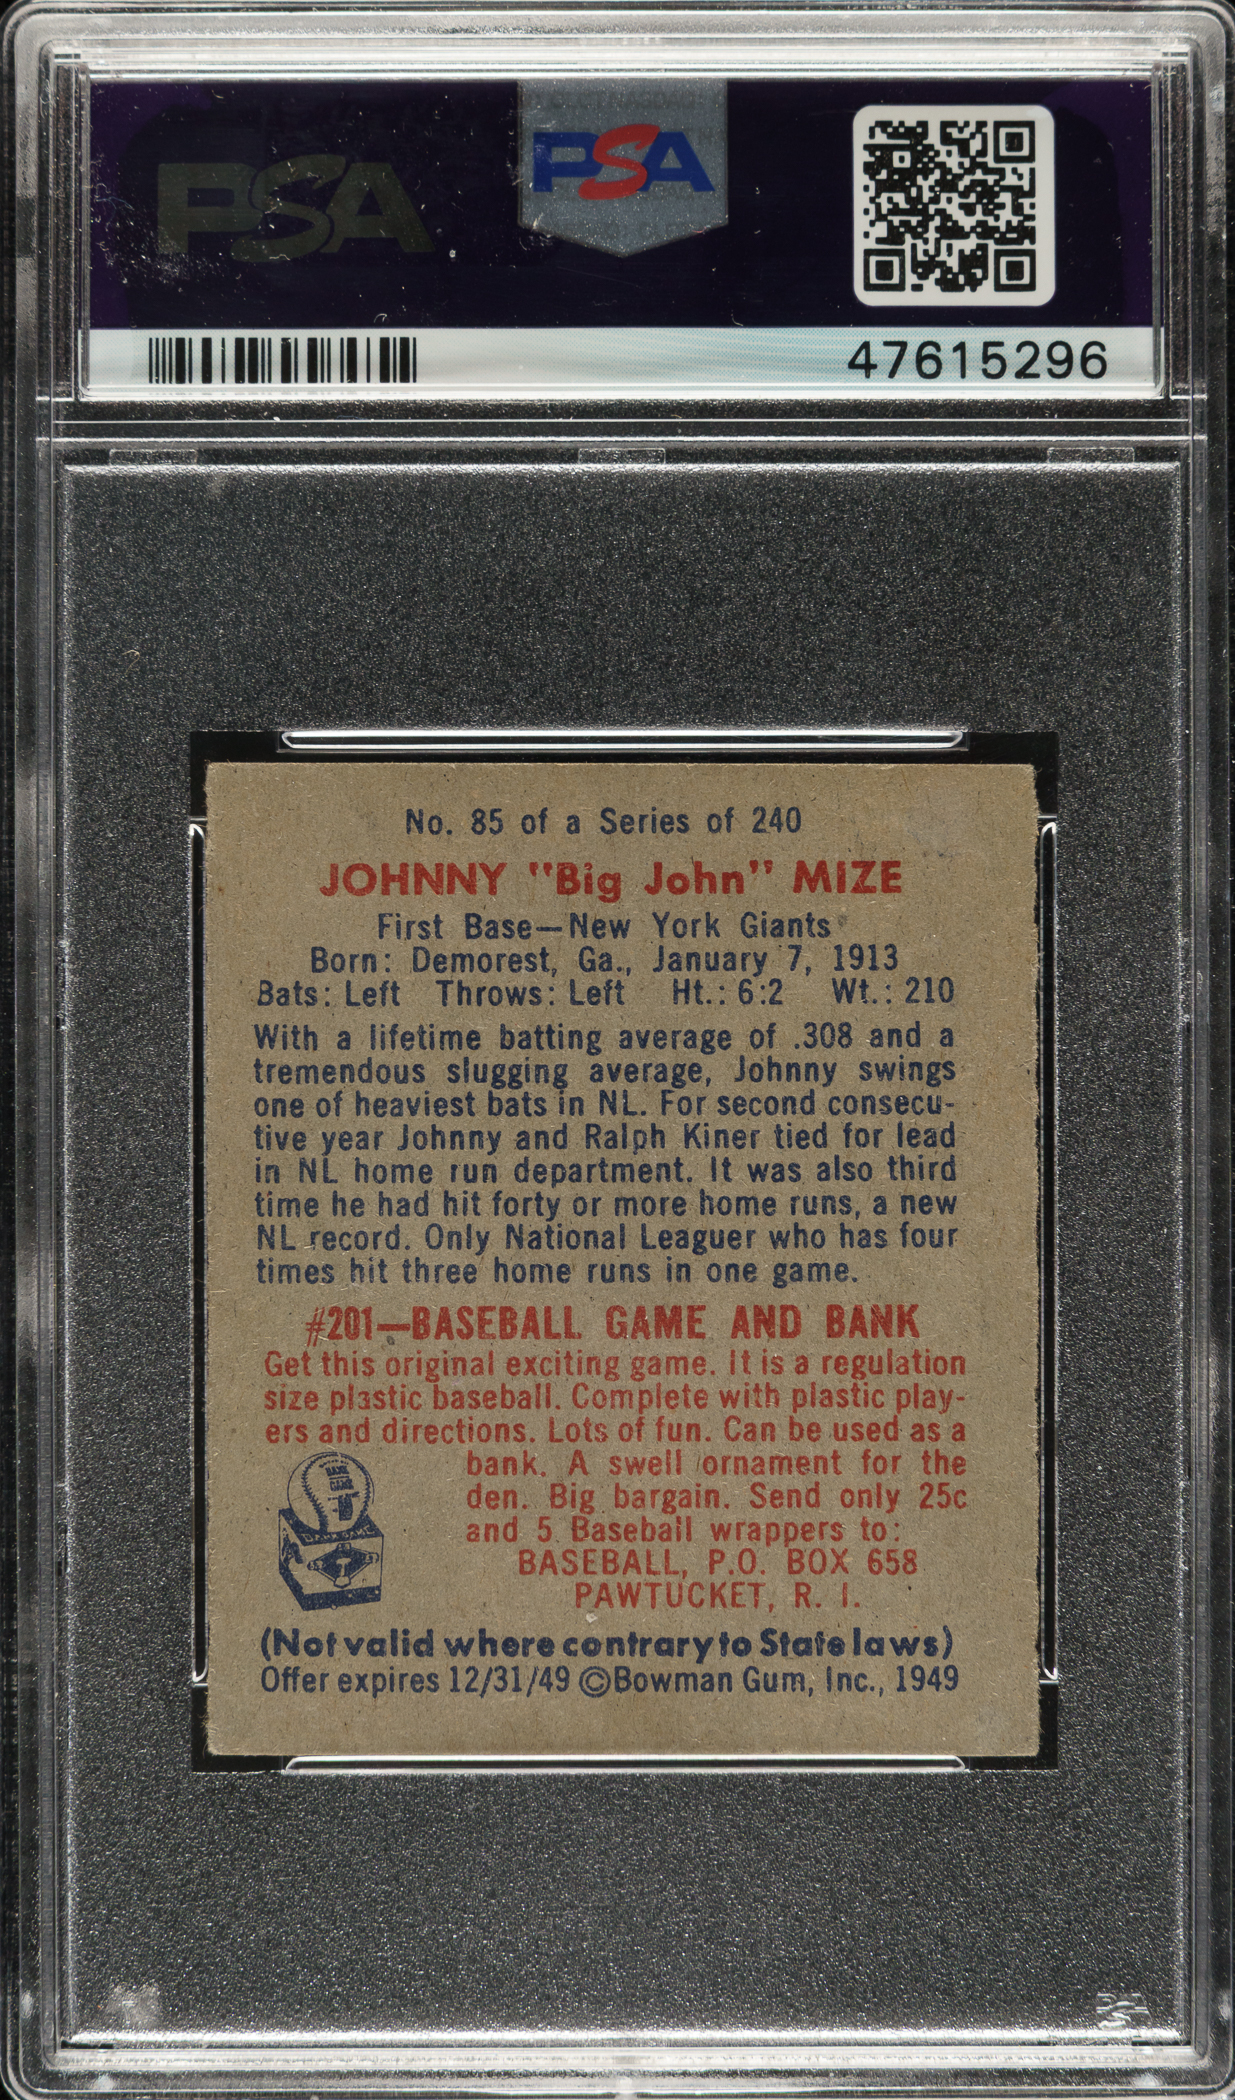 PSA
PSA
47615296
No. 85 of a Series of 240
JOHNNY "Big John" MIZE
First Base—New York Giants
Born: Demorest, Ga., January 7, 1913
Bats: Left Throws: Left Ht.: 6:2 Wt.: 210
With a lifetime batting average of .308 and a
tremendous slugging average, Johnny swings
one of heaviest bats in NL. For second consecu-
tive year Johnny and Ralph Kiner tied for lead
in NL home run department. It was also third
time he had hit forty or more home runs, a new
NL record. Only National Leaguer who has four
times hit three home runs in one game.
#201—BASEBALL GAME AND BANK
Get this original exciting game. It is a regulation
size plastic baseball. Complete with plastic play-
ers and directions. Lots of fun. Can be used as a
bank. A swell ornament for the
den. Big bargain. Send only 25c
and 5 Baseball wrappers to:
BASEBALL, P.O. BOX 658
PAWTUCKET, R. I.
(Not valid where contrary to State laws)
Offer expires 12/31/49 ©Bowman Gum, Inc., 1949
PSA